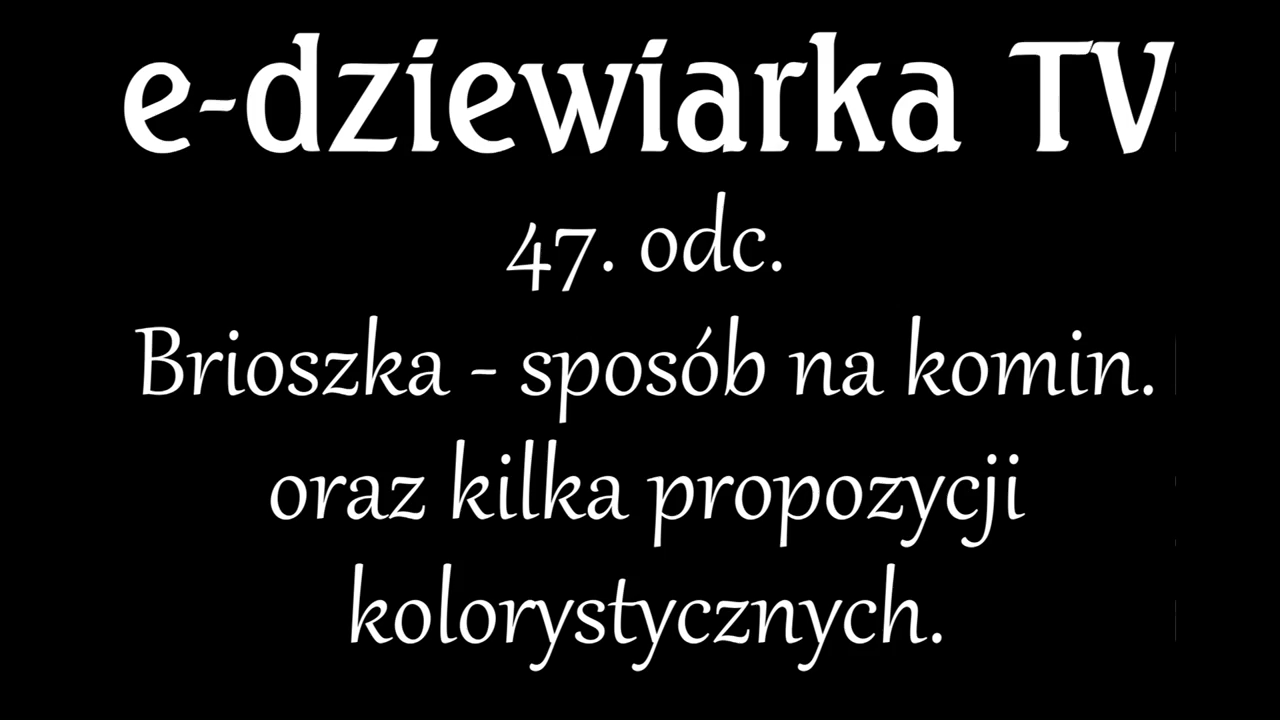 e-dziewiarka TV
47. odc.
Brioszka - sposób na komin.
oraz kilka propozycji
kolorystycznych.